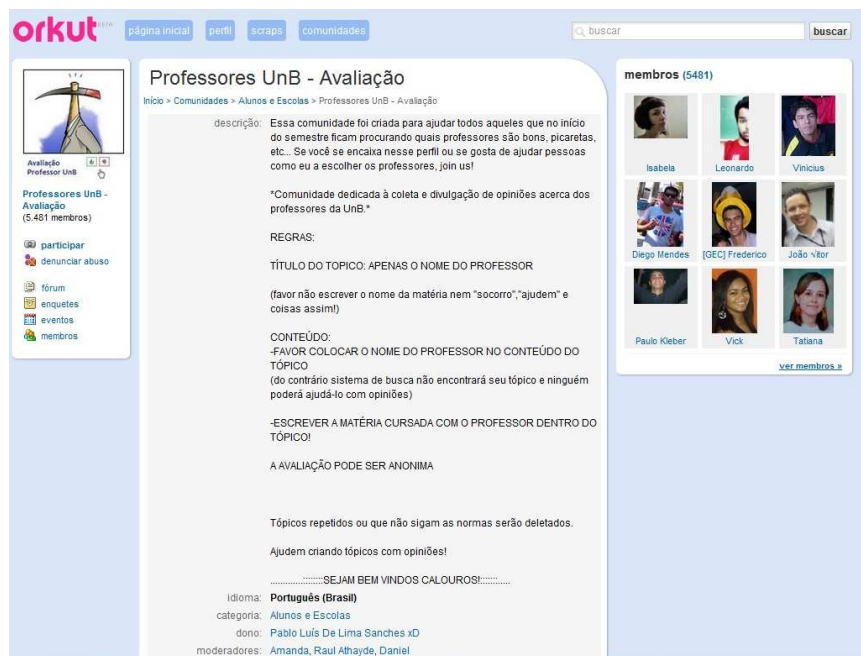 orkut beta
página inicial perfil scraps comunidades
buscar
buscar
Avaliação
Professor UnB
Professores UnB -
Avaliação
(5.481 membros)
participar
denunciar abuso
fórum
enquetes
eventos
membros
Professores UnB - Avaliação
Início > Comunidades > Alunos e Escolas > Professores UnB - Avaliação
descrição: Essa comunidade foi criada para ajudar todos aqueles que no início
do semestre ficam procurando quais professores são bons, picaretas,
etc... Se você se encaixa nesse perfil ou se gosta de ajudar pessoas
como eu a escolher os professores, join us!
*Comunidade dedicada à coleta e divulgação de opiniões acerca dos
professores da UnB.*
REGRAS:
TÍTULO DO TOPICO: APENAS O NOME DO PROFESSOR
(favor não escrever o nome da matéria nem "socorro","ajudem" e
coisas assim!)
CONTEÚDO:
-FAVOR COLOCAR O NOME DO PROFESSOR NO CONTEÚDO DO
TÓPICO
(do contrário sistema de busca não encontrará seu tópico e ninguém
poderá ajudá-lo com opiniões)
-ESCREVER A MATÉRIA CURSADA COM O PROFESSOR DENTRO DO
TÓPICO!
A AVALIAÇÃO PODE SER ANONIMA
Tópicos repetidos ou que não sigam as normas serão deletados.
Ajudem criando tópicos com opiniões!
............::::::::SEJAM BEM VINDOS CALOUROS!:::::::...........
idioma: Português (Brasil)
categoria: Alunos e Escolas
dono: Pablo Luís De Lima Sanches xD
moderadores: Amanda, Raul Athayde, Daniel
membros (5481)
Isabela Leonardo Vinicius
Diego Mendes [GEC] Frederico João √itor
Paulo Kleber Vick Tatiana
ver membros »